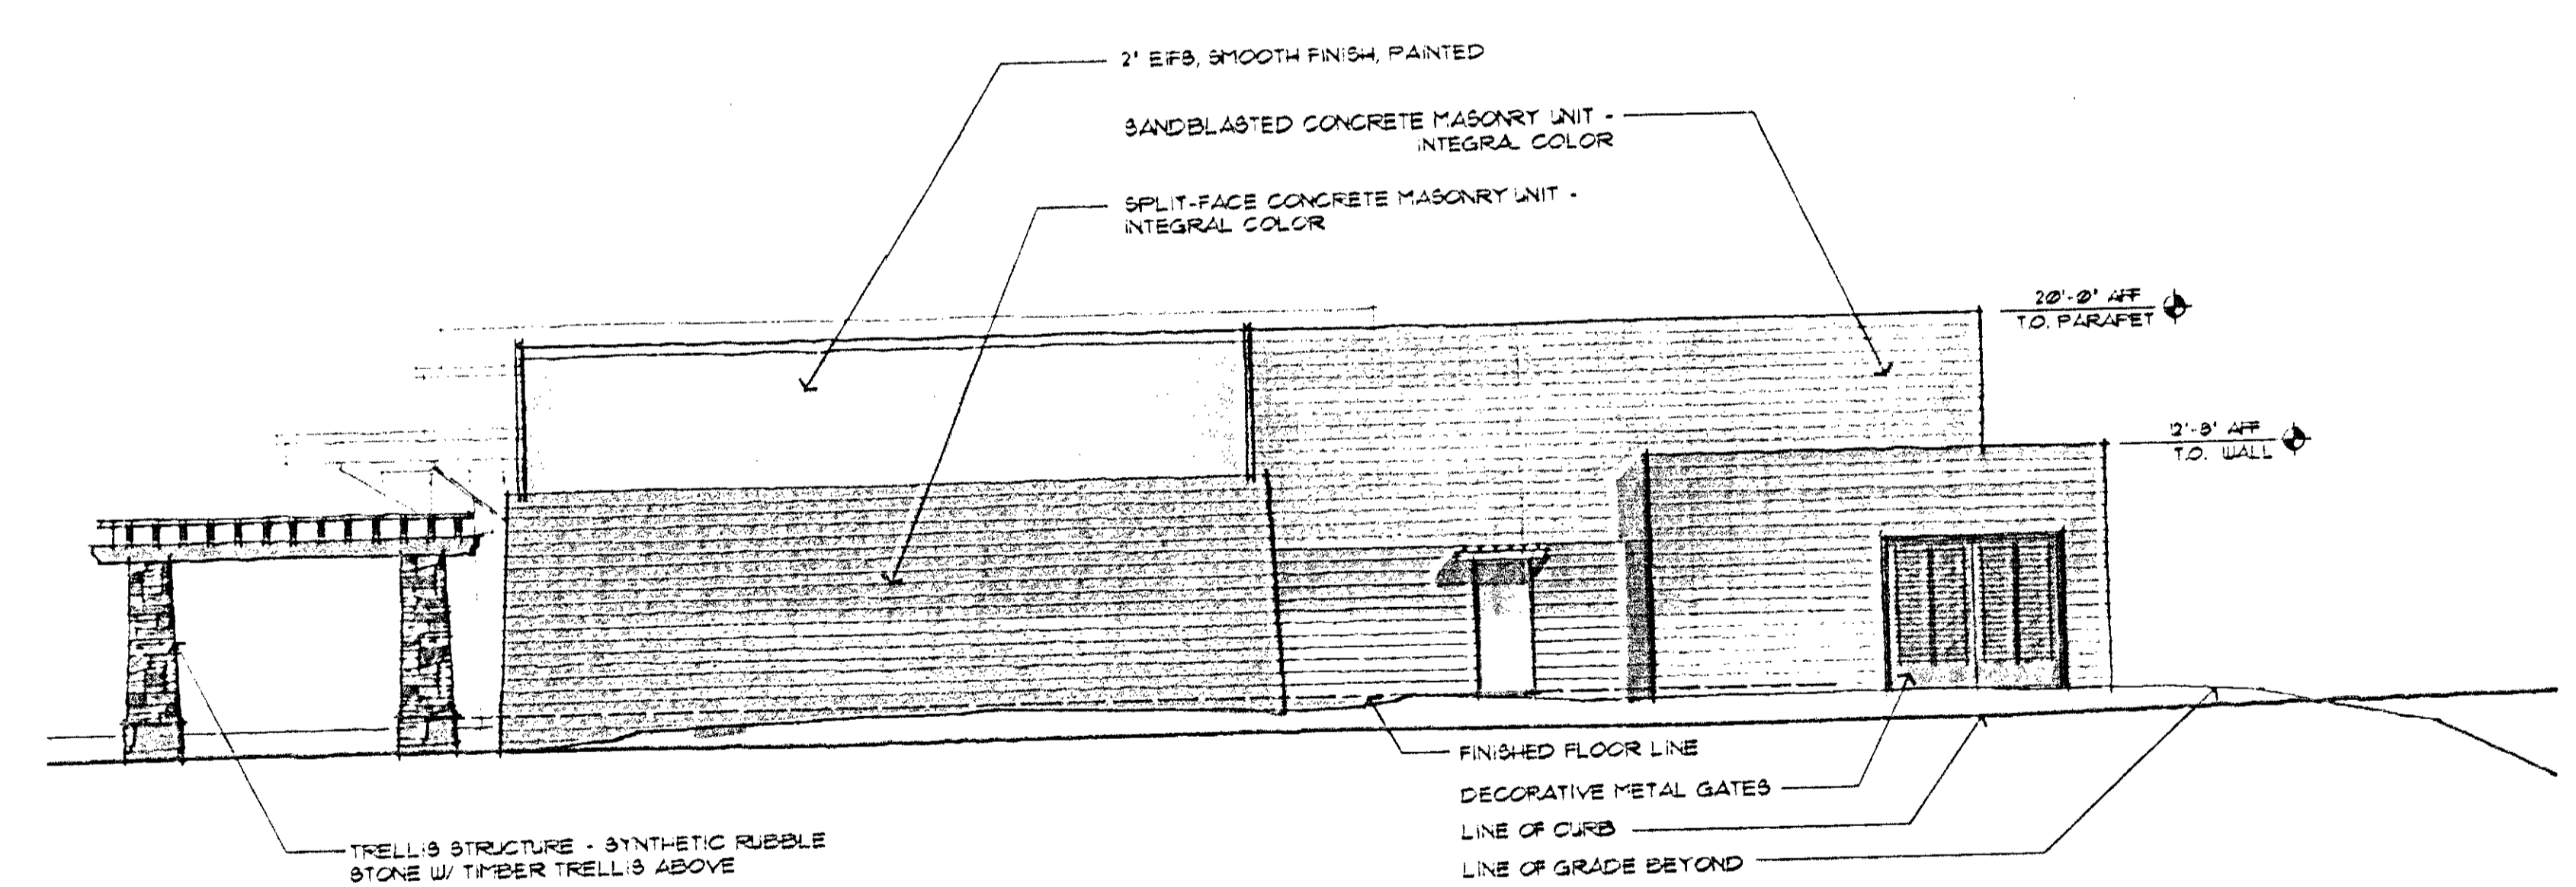 2" EIFS, SMOOTH FINISH, PAINTED
SANDBLASTED CONCRETE MASONRY UNIT -
INTEGRAL COLOR
SPLIT-FACE CONCRETE MASONRY UNIT -
INTEGRAL COLOR
20'-0" AFF
T.O. PARAPET
12'-8" AFF
T.O. WALL
FINISHED FLOOR LINE
DECORATIVE METAL GATES
LINE OF CURB
LINE OF GRADE BEYOND
TRELLIS STRUCTURE - SYNTHETIC RUBBLE
STONE W/ TIMBER TRELLIS ABOVE